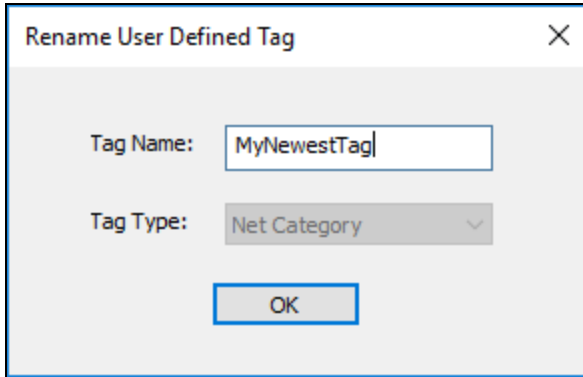 Rename User Defined Tag
Tag Name: MyNewestTag
Tag Type: Net Category
OK